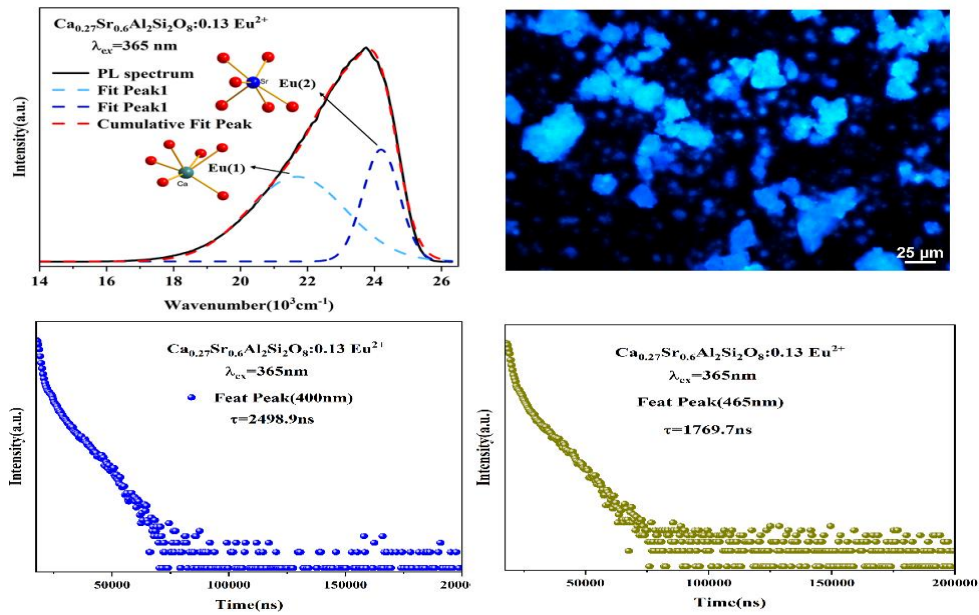 Ca0.27Sr0.6Al2Si2O8:0.13 Eu2+
λex=365 nm
PL spectrum
Fit Peak1
Fit Peak1
Cumulative Fit Peak
Sr
Eu(2)
Ca
Eu(1)
Intensity(a.u.)
14 16 18 20 22 24 26
Wavenumber(10³cm⁻¹)
25 µm
Ca0.27Sr0.6Al2Si2O8:0.13 Eu2+
λex=365nm
Feat Peak(400nm)
τ=2498.9ns
Intensity(a.u.)
50000 100000 150000 20000
Time(ns)
Ca0.27Sr0.6Al2Si2O8:0.13 Eu2+
λex=365nm
Feat Peak(465nm)
τ=1769.7ns
Intensity(a.u.)
50000 100000 150000 200000
Time(ns)